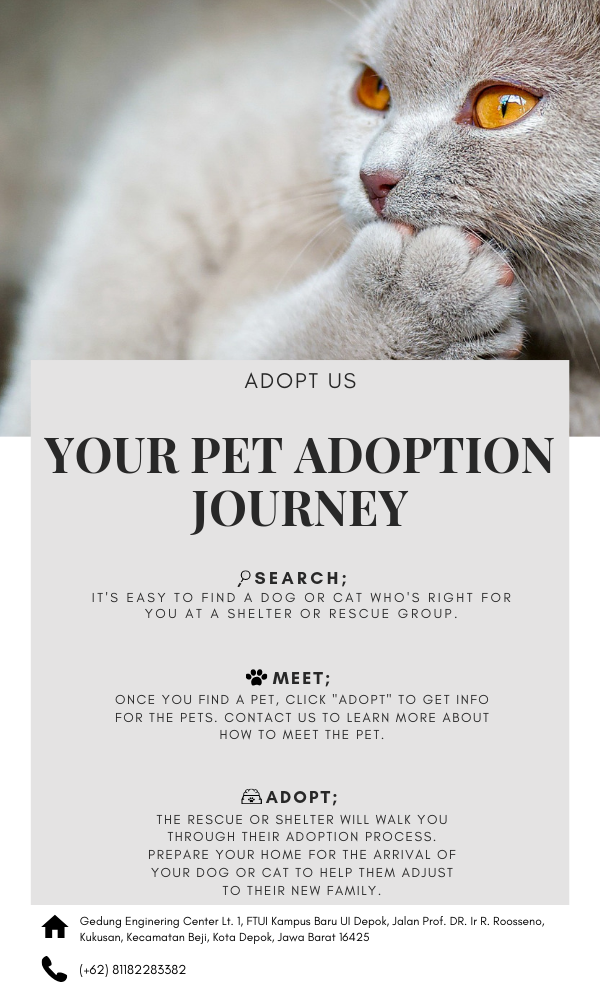 ADOPT US
YOUR PET ADOPTION
JOURNEY
SEARCH;
IT'S EASY TO FIND A DOG OR CAT WHO'S RIGHT FOR
YOU AT A SHELTER OR RESCUE GROUP.
MEET;
ONCE YOU FIND A PET, CLICK "ADOPT" TO GET INFO
FOR THE PETS. CONTACT US TO LEARN MORE ABOUT
HOW TO MEET THE PET.
ADOPT;
THE RESCUE OR SHELTER WILL WALK YOU
THROUGH THEIR ADOPTION PROCESS.
PREPARE YOUR HOME FOR THE ARRIVAL OF
YOUR DOG OR CAT TO HELP THEM ADJUST
TO THEIR NEW FAMILY.
Gedung Enginering Center Lt. 1, FTUI Kampus Baru UI Depok, Jalan Prof. DR. Ir R. Roosseno,
Kukusan, Kecamatan Beji, Kota Depok, Jawa Barat 16425
(+62) 81182283382